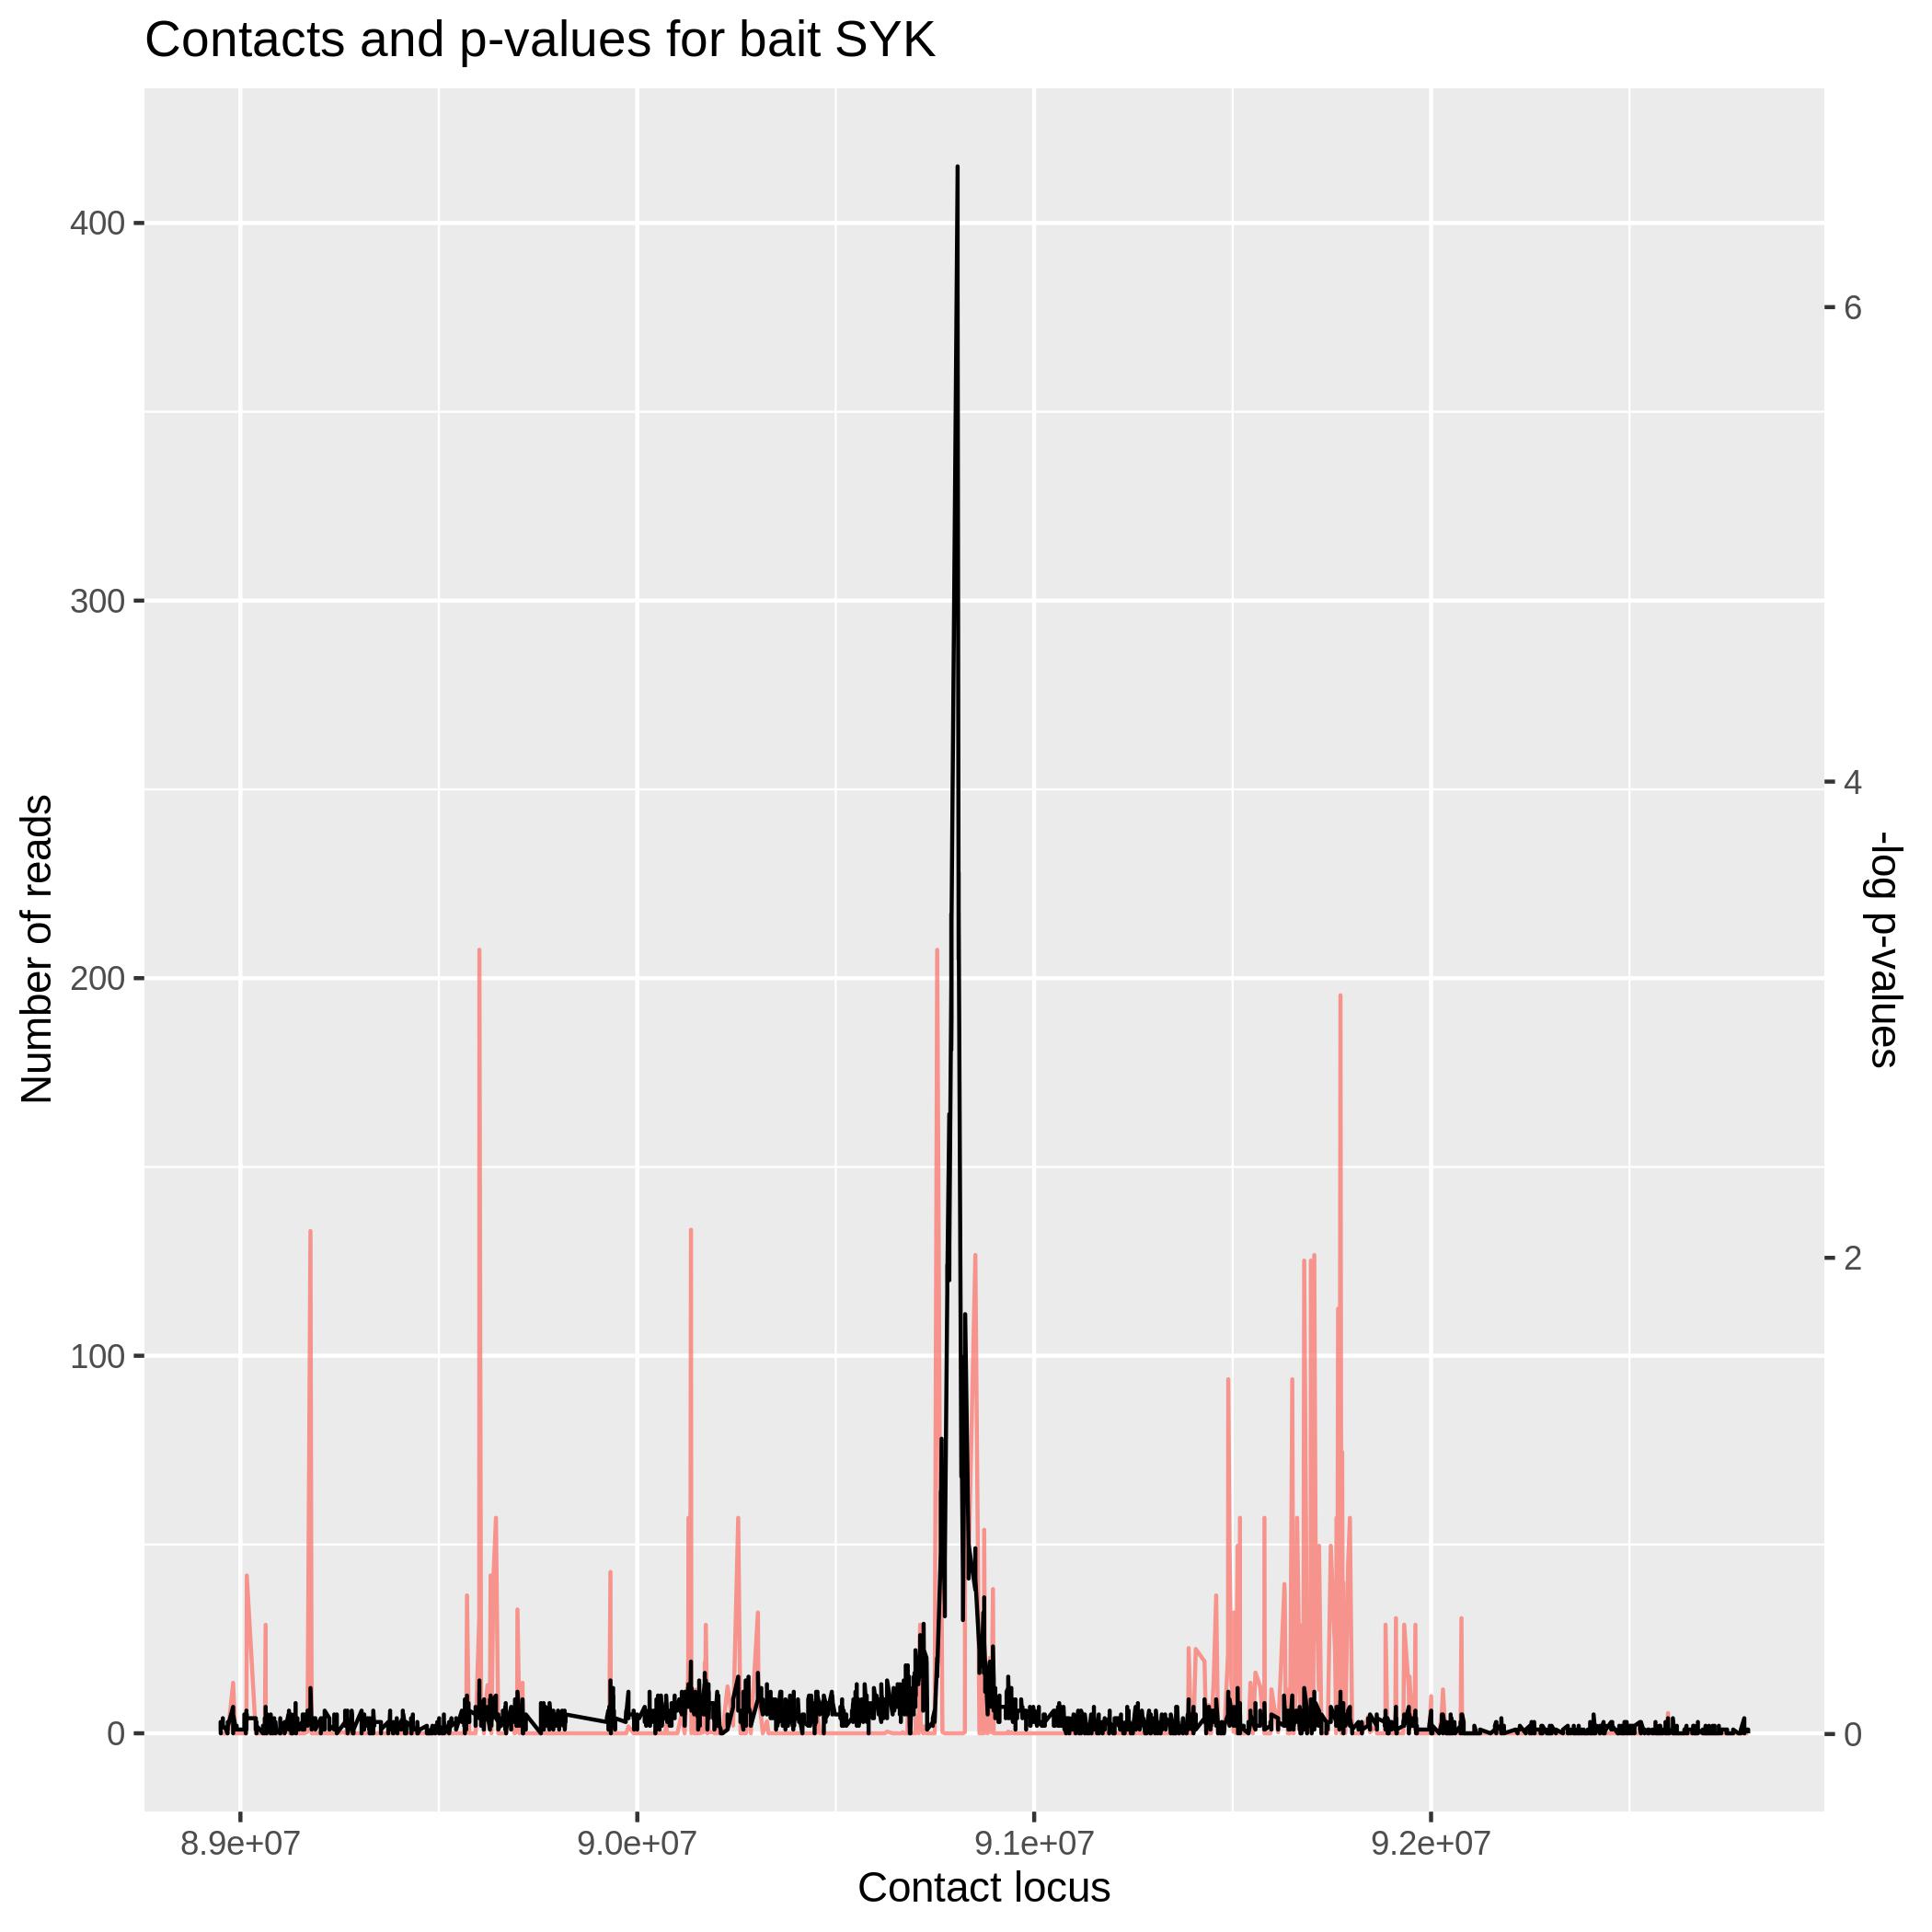 Contacts and p-values for bait SYK
Number of reads
400
300
200
100
0
6
4
2
0
-log p-values
8.9e+07
9.0e+07
9.1e+07
9.2e+07
Contact locus